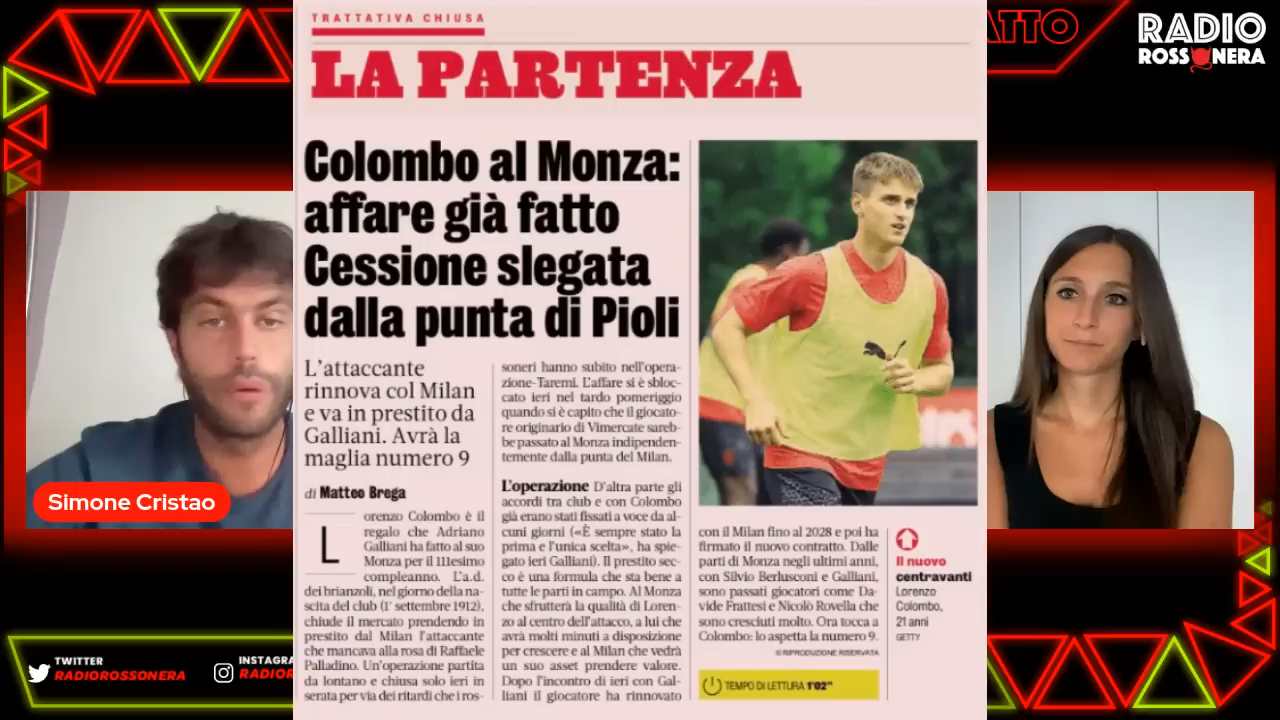 TRATTATIVA CHIUSA
LA PARTENZA
ATTO
RADIO
ROSSONERA
Colombo al Monza:
affare già fatto
Cessione slegata
dalla punta di Pioli
L'attaccante
rinnova col Milan
e va in prestito da
Galliani. Avrà la
maglia numero 9
di Matteo Brega
Lorenzo Colombo è il
regalo che Adriano
Galliani ha fatto al suo
Monza per il 111esimo
compleanno. L'a.d.
dei brianzoli, nel giorno della na-
scita del club (1° settembre 1912),
chiude il mercato prendendo in
prestito dal Milan l'attaccante
che mancava alla rosa di Raffaele
Palladino. Un'operazione partita
da lontano e chiusa solo ieri in
serata per via dei ritardi che i ros-
soneri hanno subito nell'opera-
zione-Taremi. L'affare si è sbloc-
cato ieri nel tardo pomeriggio
quando si è capito che il giocato-
re originario di Vimercate sareb-
be passato al Monza indipenden-
temente dalla punta del Milan.
L'operazione D'altra parte gli
accordi tra club e con Colombo
già erano stati fissati a voce da al-
cuni giorni («È sempre stato la
prima e l'unica scelta», ha spie-
gato ieri Galliani). Il prestito sec-
co è una formula che sta bene a
tutte le parti in campo. Al Monza
che sfrutterà la qualità di Loren-
zo al centro dell'attacco, a lui che
avrà molti minuti a disposizione
per crescere e al Milan che vedrà
un suo asset prendere valore.
Dopo l'incontro di ieri con Gal-
liani il giocatore ha rinnovato
con il Milan fino al 2028 e poi ha
firmato il nuovo contratto. Dalle
parti di Monza negli ultimi anni,
con Silvio Berlusconi e Galliani,
sono passati giocatori come Da-
vide Frattesi e Nicolò Rovella che
sono cresciuti molto. Ora tocca a
Colombo: lo aspetta la numero 9.
© RIPRODUZIONE RISERVATA
TEMPO DI LETTURA 1'02"
Il nuovo
centravanti
Lorenzo
Colombo,
21 anni
GETTY
Simone Cristao
TWITTER
RADIOROSSONERA
INSTAGRA
RADIOR